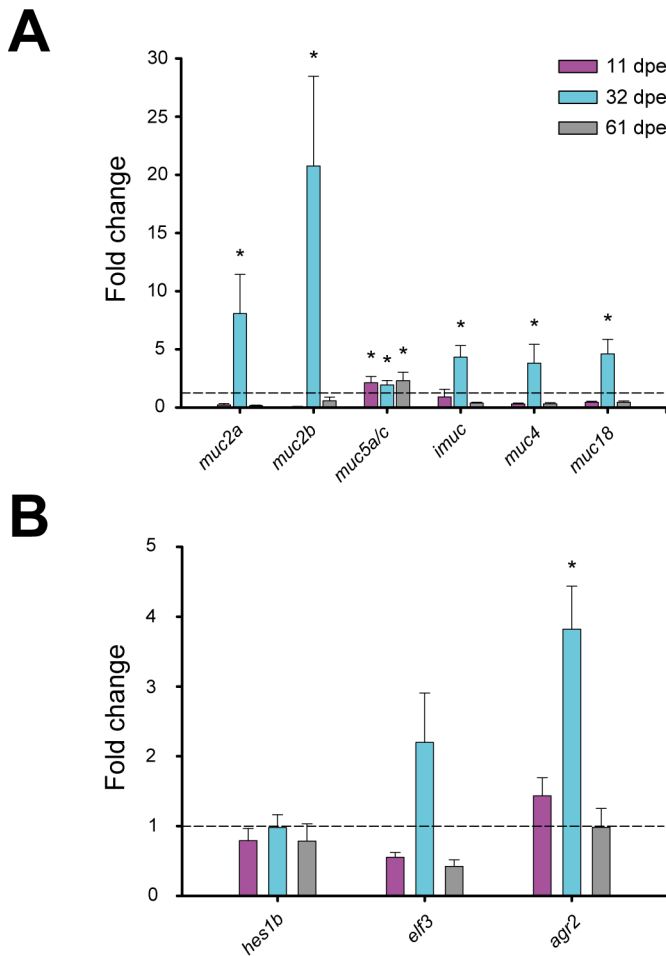 A
30
25
20
15
10
5
0
Fold change
11 dpe
32 dpe
61 dpe
*
*
* * *
*
*
*
muc2a muc2b muc5a/c imuc muc4 muc18
B
5
4
3
2
1
0
Fold change
*
hes1b elf3 agr2